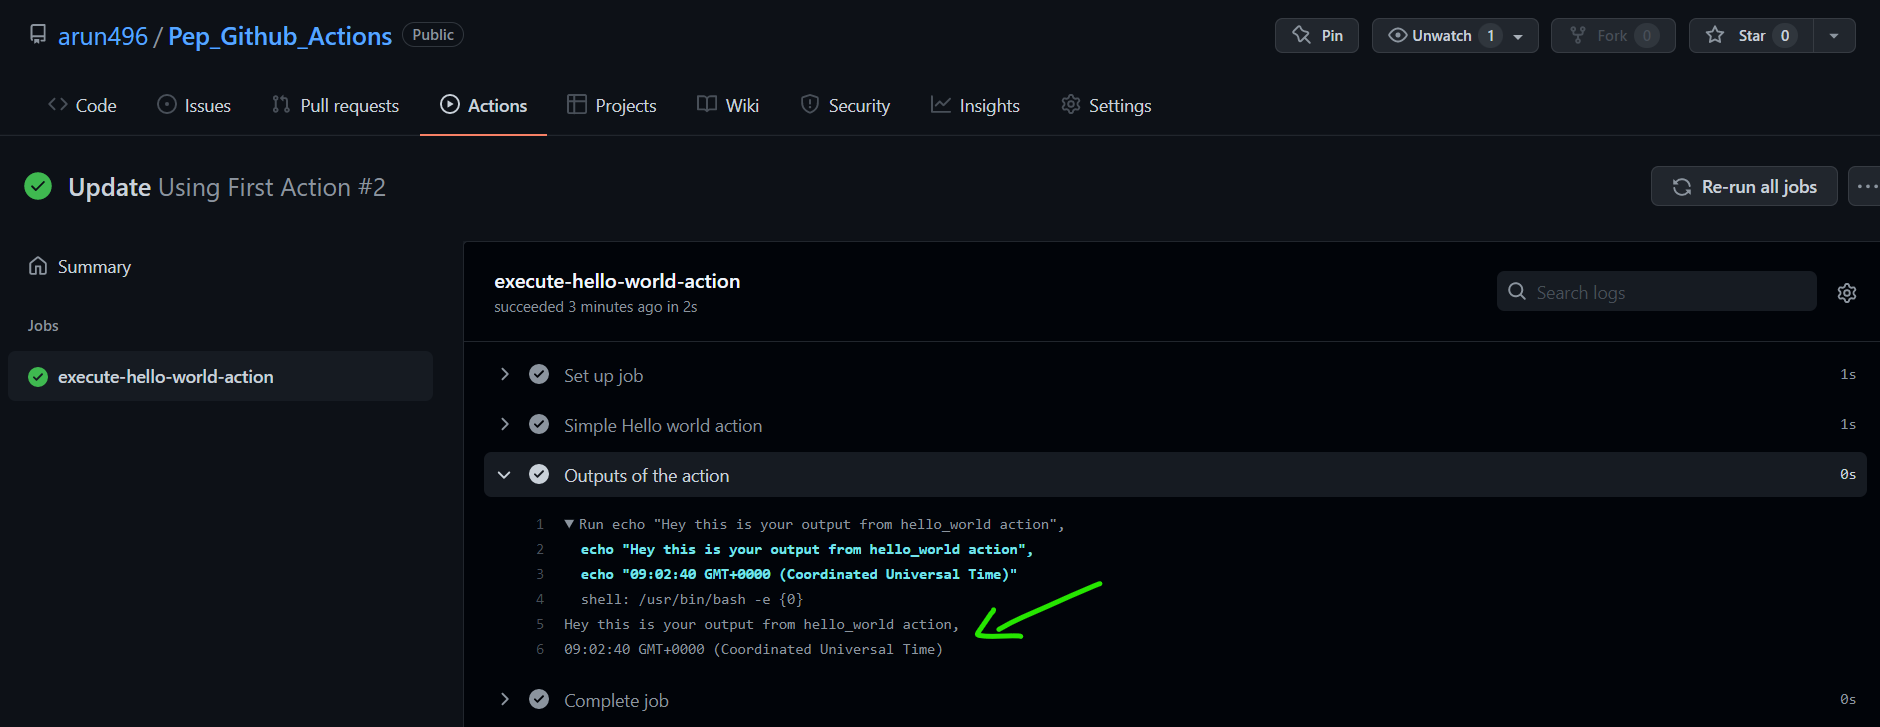 arun496 / Pep_Github_Actions Public Pin Unwatch 1 Fork 0 Star 0
Code Issues Pull requests Actions Projects Wiki Security Insights Settings
Update Using First Action #2 Re-run all jobs
Summary
Jobs
execute-hello-world-action
execute-hello-world-action
succeeded 3 minutes ago in 2s
Search logs
Set up job 1s
Simple Hello world action 1s
Outputs of the action 0s
1 Run echo "Hey this is your output from hello_world action",
2 echo "Hey this is your output from hello_world action",
3 echo "09:02:40 GMT+0000 (Coordinated Universal Time)"
4 shell: /usr/bin/bash -e {0}
5 Hey this is your output from hello_world action,
6 09:02:40 GMT+0000 (Coordinated Universal Time)
Complete job 0s